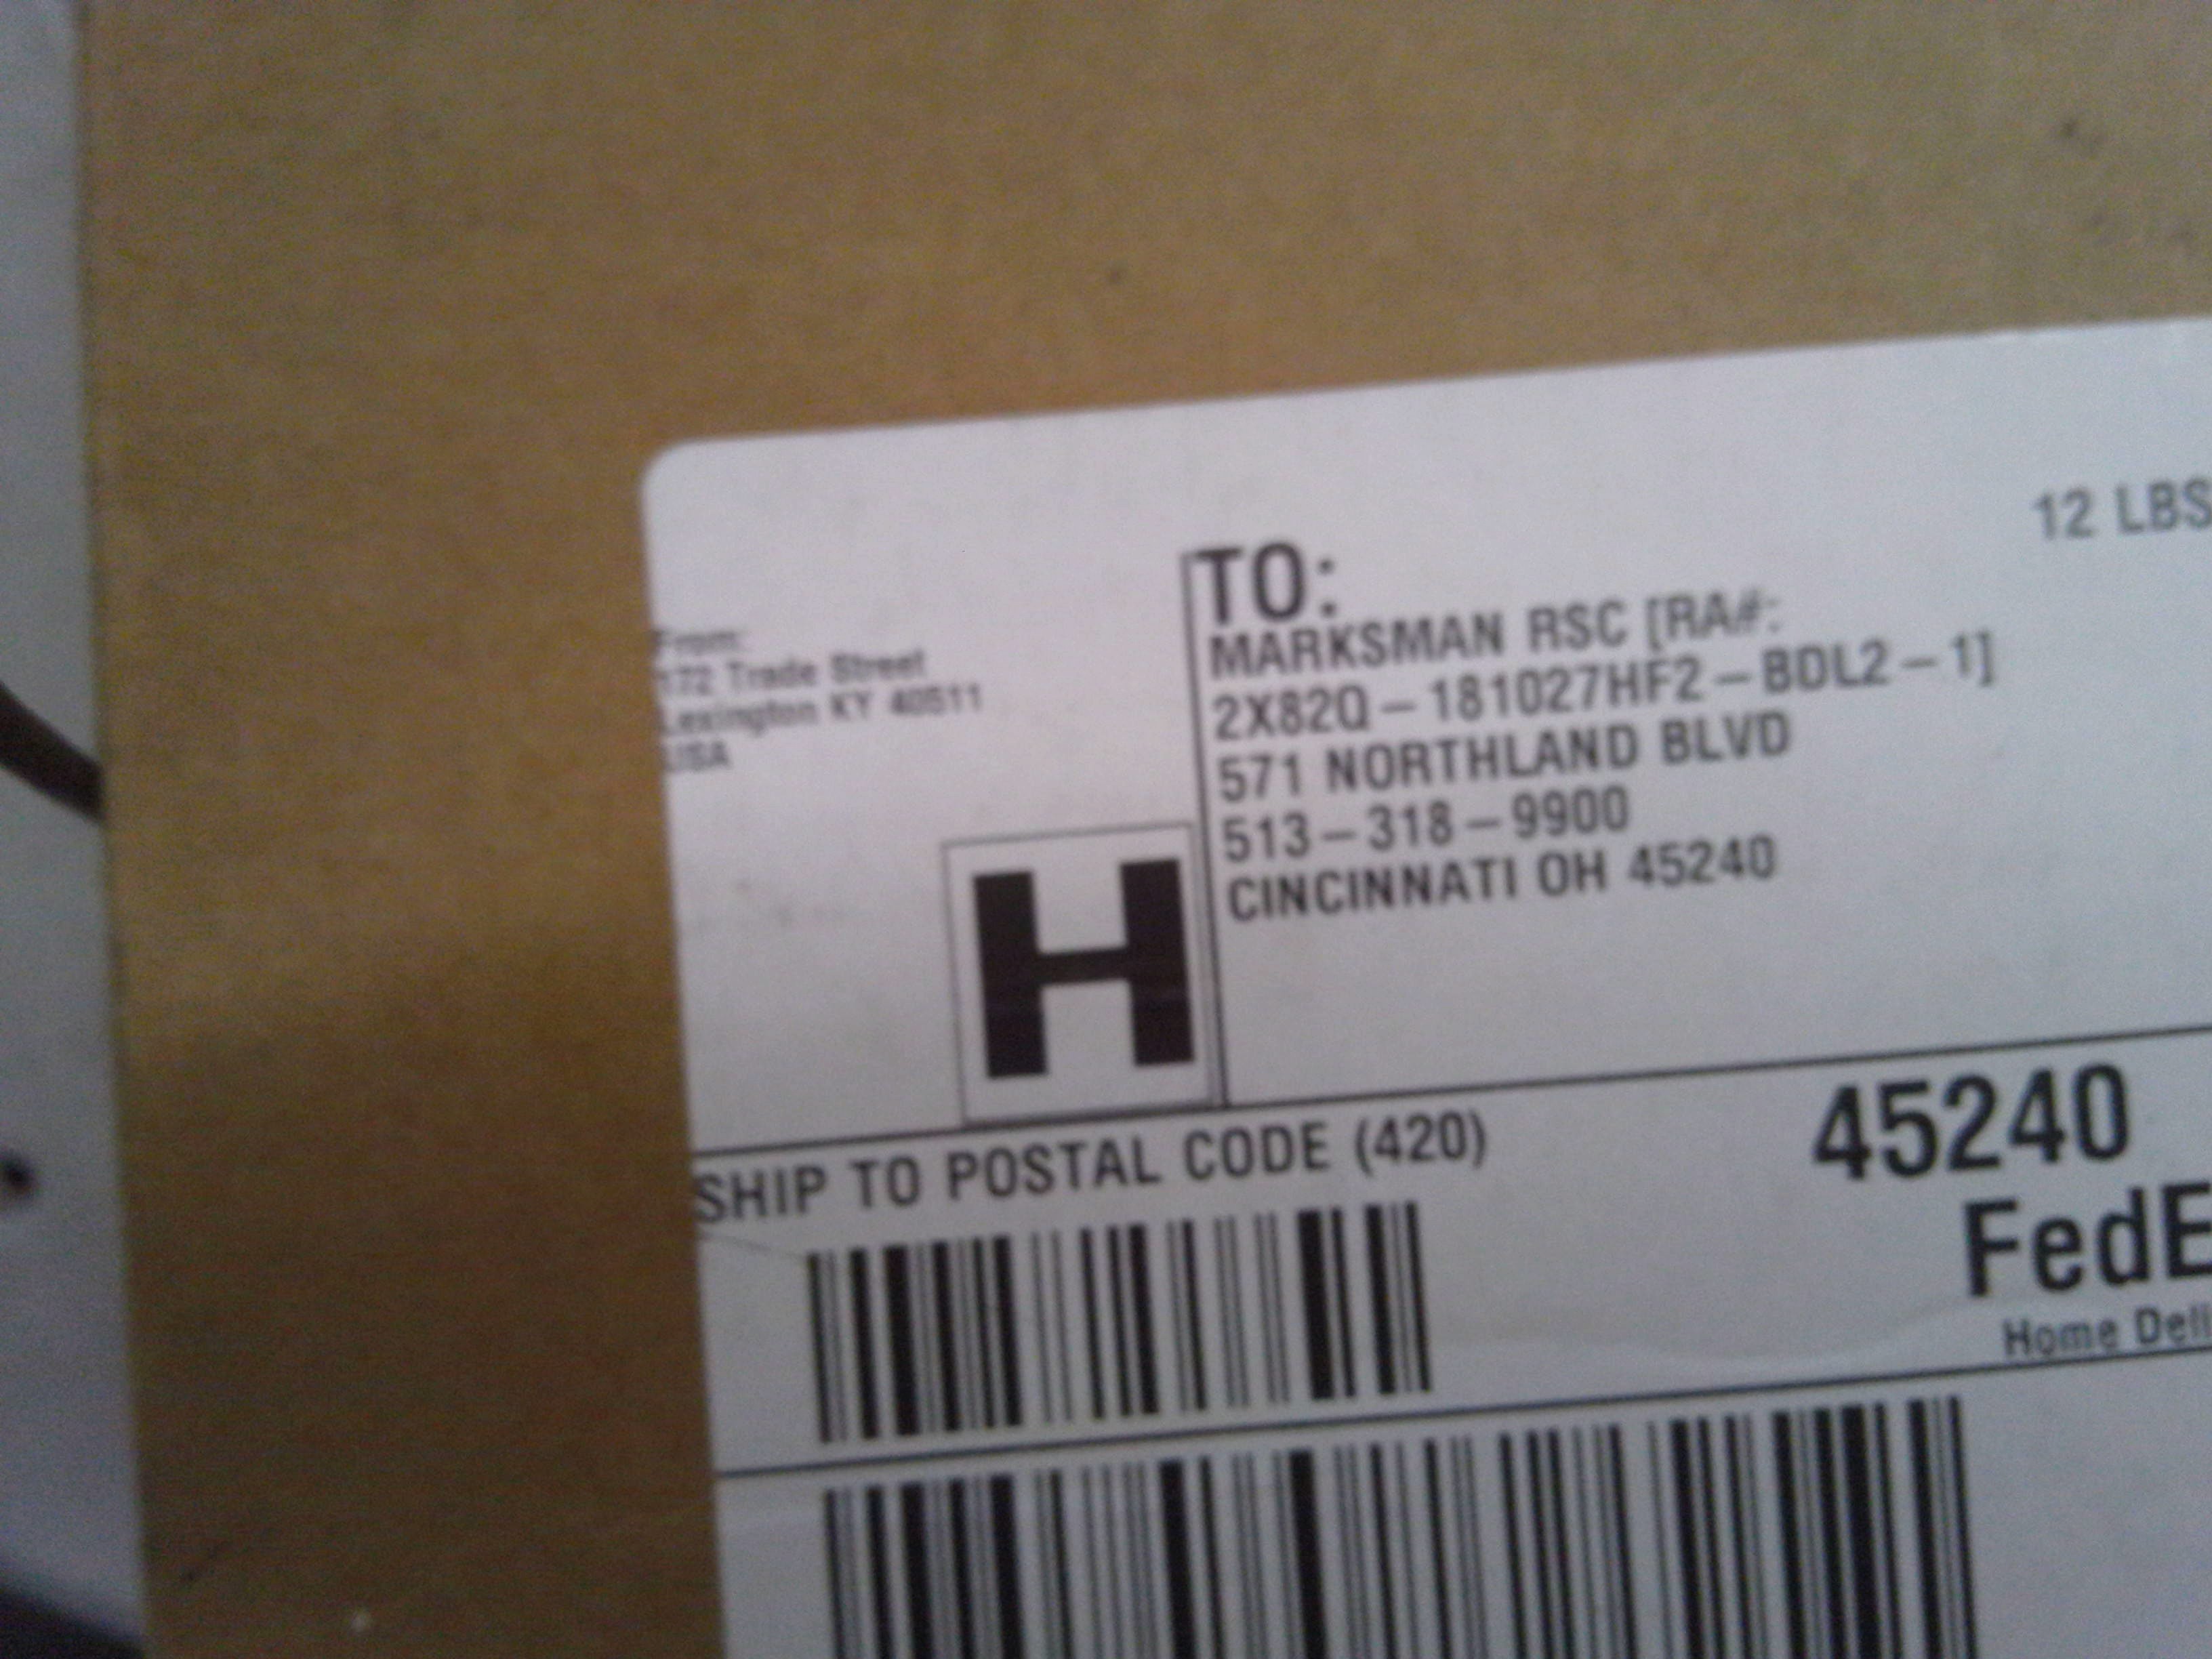 12 LBS
TO:
MARKSMAN RSC [RA#:
2X82Q-181027HF2-BDL2-1]
571 NORTHLAND BLVD
513-318-9900
CINCINNATI OH 45240
From:
172 Trade Street
Lexington KY 40511
USA
H
SHIP TO POSTAL CODE (420)
45240
FedE
Home Deli